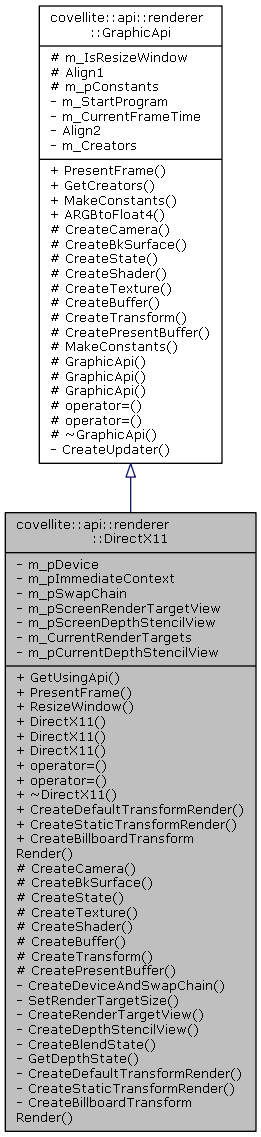 covellite::api::renderer
::GraphicApi
# m_IsResizeWindow
# Align1
# m_pConstants
- m_StartProgram
- m_CurrentFrameTime
- Align2
- m_Creators
+ PresentFrame()
+ GetCreators()
+ MakeConstants()
+ ARGBtoFloat4()
# CreateCamera()
# CreateBkSurface()
# CreateState()
# CreateShader()
# CreateTexture()
# CreateBuffer()
# CreateTransform()
# CreatePresentBuffer()
# MakeConstants()
# GraphicApi()
# GraphicApi()
# GraphicApi()
# operator=()
# operator=()
# ~GraphicApi()
- CreateUpdater()
covellite::api::renderer
::DirectX11
- m_pDevice
- m_pImmediateContext
- m_pSwapChain
- m_pScreenRenderTargetView
- m_pScreenDepthStencilView
- m_CurrentRenderTargets
- m_pCurrentDepthStencilView
+ GetUsingApi()
+ PresentFrame()
+ ResizeWindow()
+ DirectX11()
+ DirectX11()
+ DirectX11()
+ operator=()
+ operator=()
+ ~DirectX11()
+ CreateDefaultTransformRender()
+ CreateStaticTransformRender()
+ CreateBillboardTransform
Render()
# CreateCamera()
# CreateBkSurface()
# CreateState()
# CreateTexture()
# CreateShader()
# CreateBuffer()
# CreateTransform()
# CreatePresentBuffer()
- CreateDeviceAndSwapChain()
- SetRenderTargetSize()
- CreateRenderTargetView()
- CreateDepthStencilView()
- CreateBlendState()
- GetDepthState()
- CreateDefaultTransformRender()
- CreateStaticTransformRender()
- CreateBillboardTransform
Render()